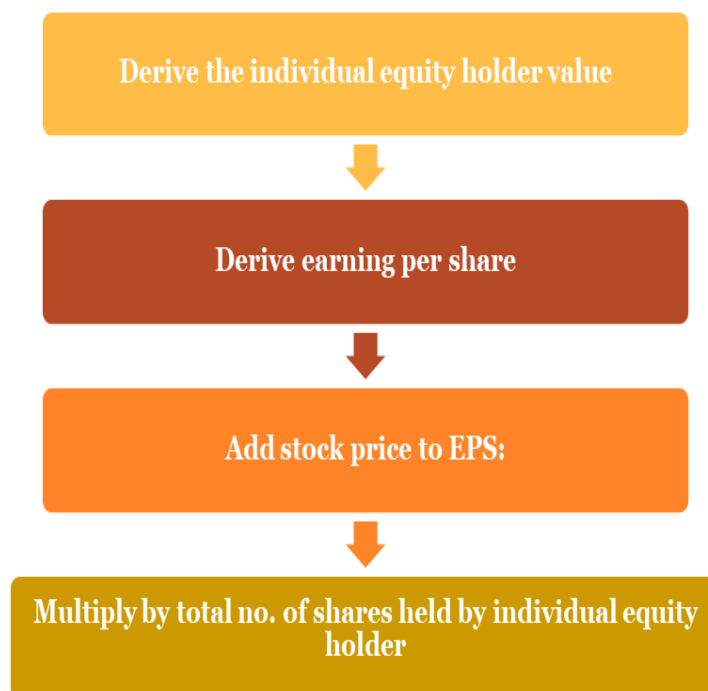 Derive the individual equity holder value
Derive earning per share
Add stock price to EPS:
Multiply by total no. of shares held by individual equity
holder